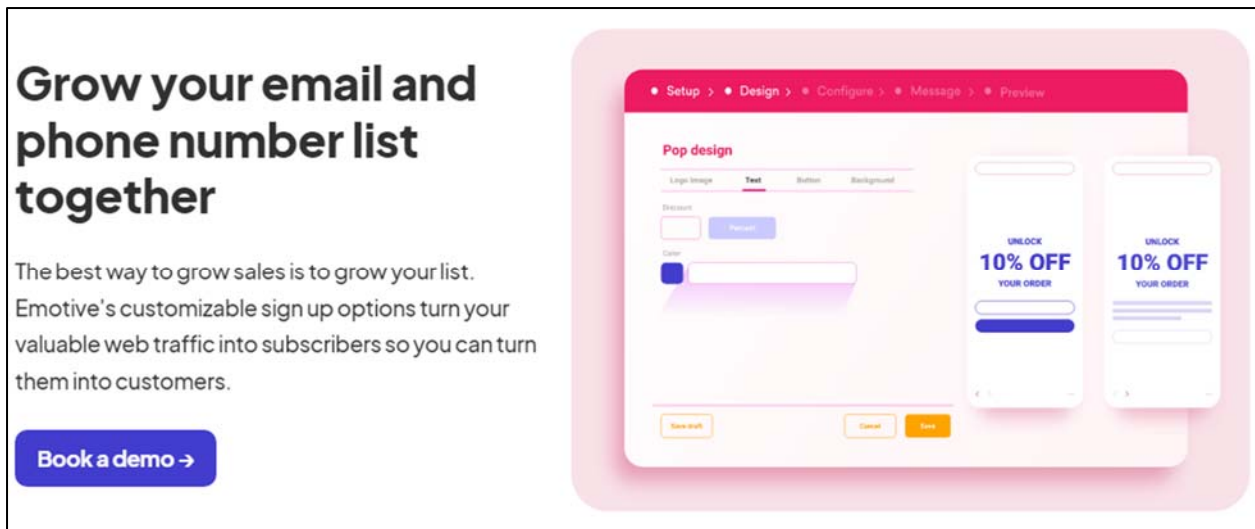 Grow your email and
phone number list
together
The best way to grow sales is to grow your list.
Emotive's customizable sign up options turn your
valuable web traffic into subscribers so you can turn
them into customers.
Book a demo →
Setup > Design > Configure > Message > Preview
Pop design
Logo Image Text Button Background
Discount
Percent
Color
UNLOCK
10% OFF
YOUR ORDER
UNLOCK
10% OFF
YOUR ORDER
Save draft Cancel Save